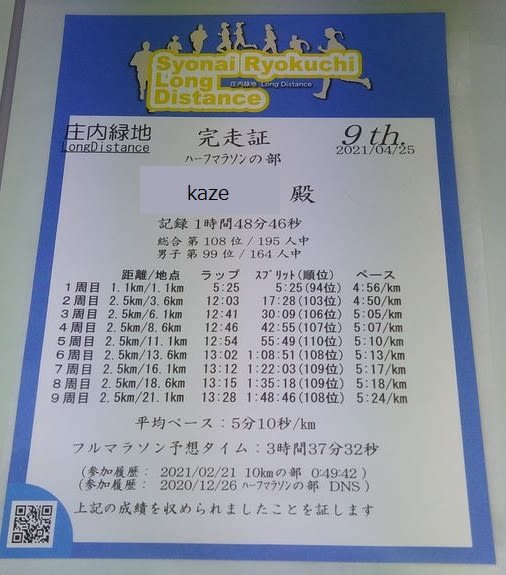 Syonai Ryokuchi
Long
Distance
庄内緑地 Long Distance
庄内緑地
LongDistance
完走証
9th.
2021/04/25
ハーフマラソンの部
kaze 殿
記録 1時間48分46秒
総合 第 108 位 / 195 人中
男子 第 99 位 / 164 人中
距離/地点 ラップ スプリット(順位) ペース
1周目 1.1km/1.1km 5:25 5:25 (94位) 4:56/km
2周目 2.5km/3.6km 12:03 17:28 (103位) 4:50/km
3周目 2.5km/6.1km 12:41 30:09 (106位) 5:05/km
4周目 2.5km/8.6km 12:46 42:55 (107位) 5:07/km
5周目 2.5km/11.1km 12:54 55:49 (110位) 5:10/km
6周目 2.5km/13.6km 13:02 1:08:51 (108位) 5:13/km
7周目 2.5km/16.1km 13:12 1:22:03 (109位) 5:17/km
8周目 2.5km/18.6km 13:15 1:35:18 (109位) 5:18/km
9周目 2.5km/21.1km 13:28 1:48:46 (108位) 5:24/km
平均ペース：5分10秒/km
フルマラソン予想タイム：3時間37分32秒
(参加履歴： 2021/02/21 10kmの部 0:49:42 )
(参加履歴： 2020/12/26 ハーフマラソンの部 DNS )
上記の成績を収められましたことを証します